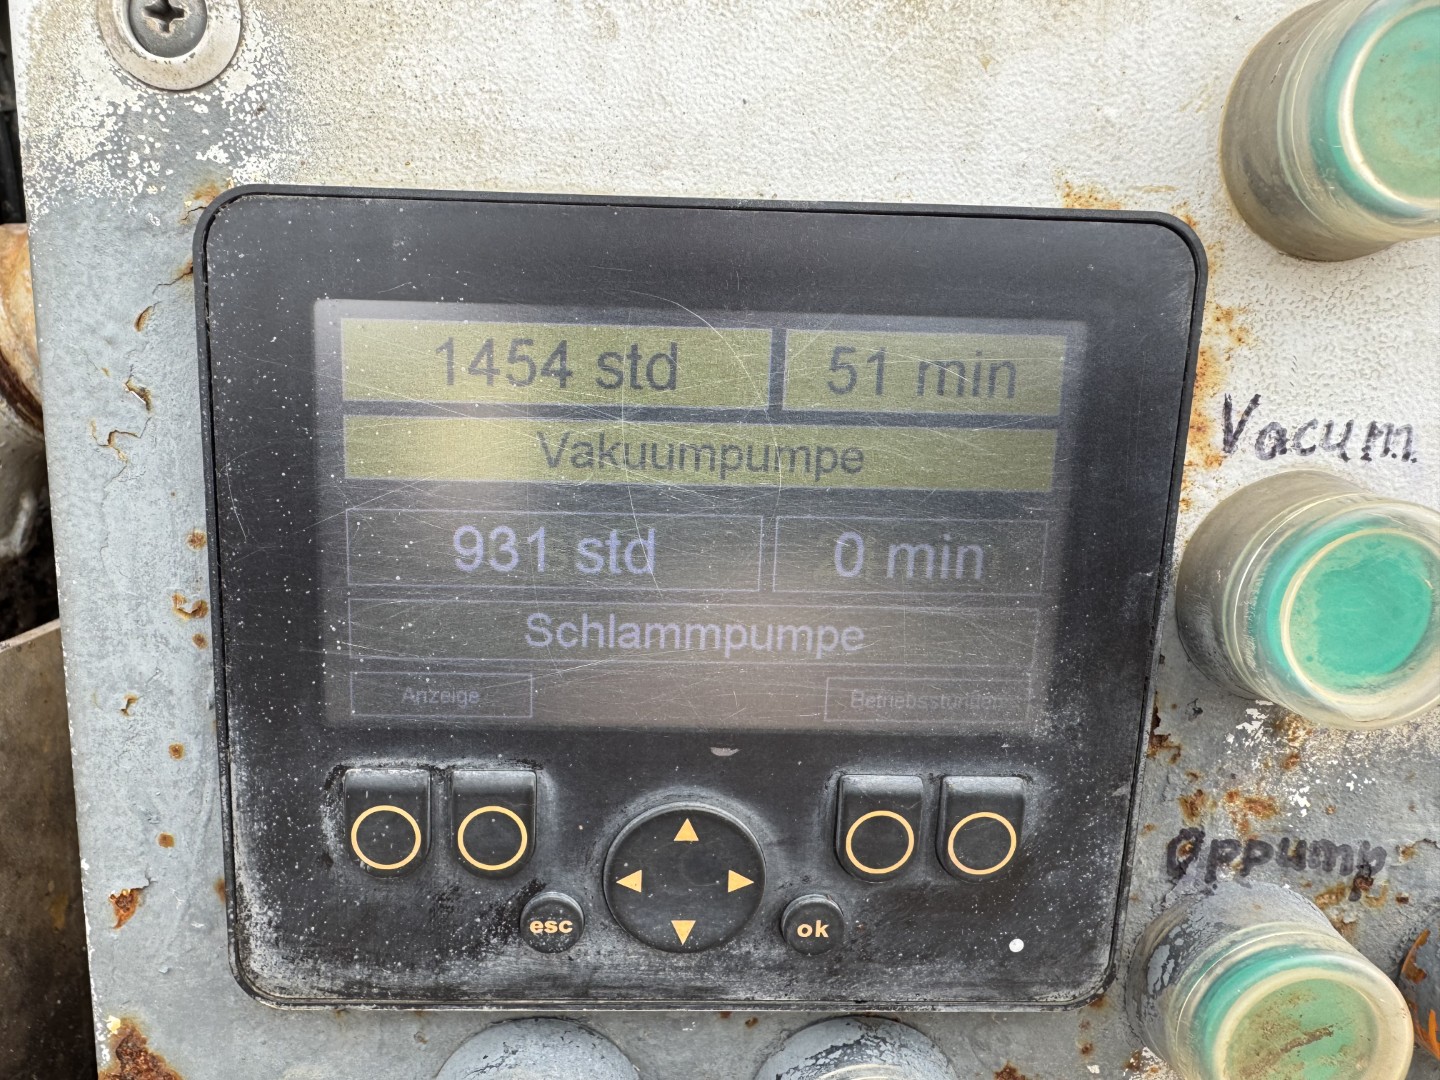 1454 std 51 min
Vakuumpumpe
931 std 0 min
Schlammpumpe
Anzeige Betriebsstunden
Vacum
Oppump
esc ok